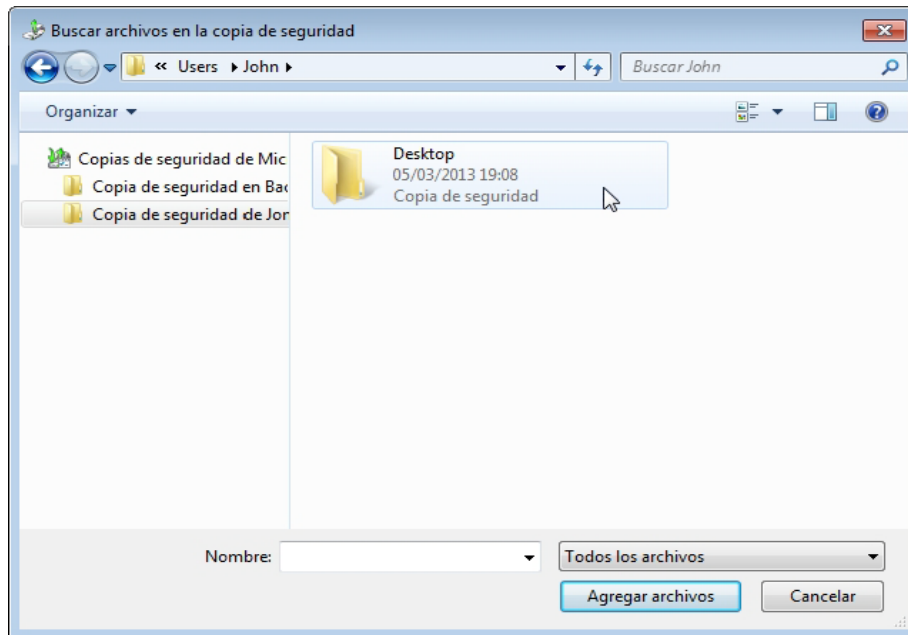 Buscar archivos en la copia de seguridad
« Users John
Buscar John
Organizar
Copias de seguridad de Mic
Copia de seguridad en Bac
Copia de seguridad de Jor
Desktop
05/03/2013 19:08
Copia de seguridad
Nombre:
Todos los archivos
Agregar archivos
Cancelar